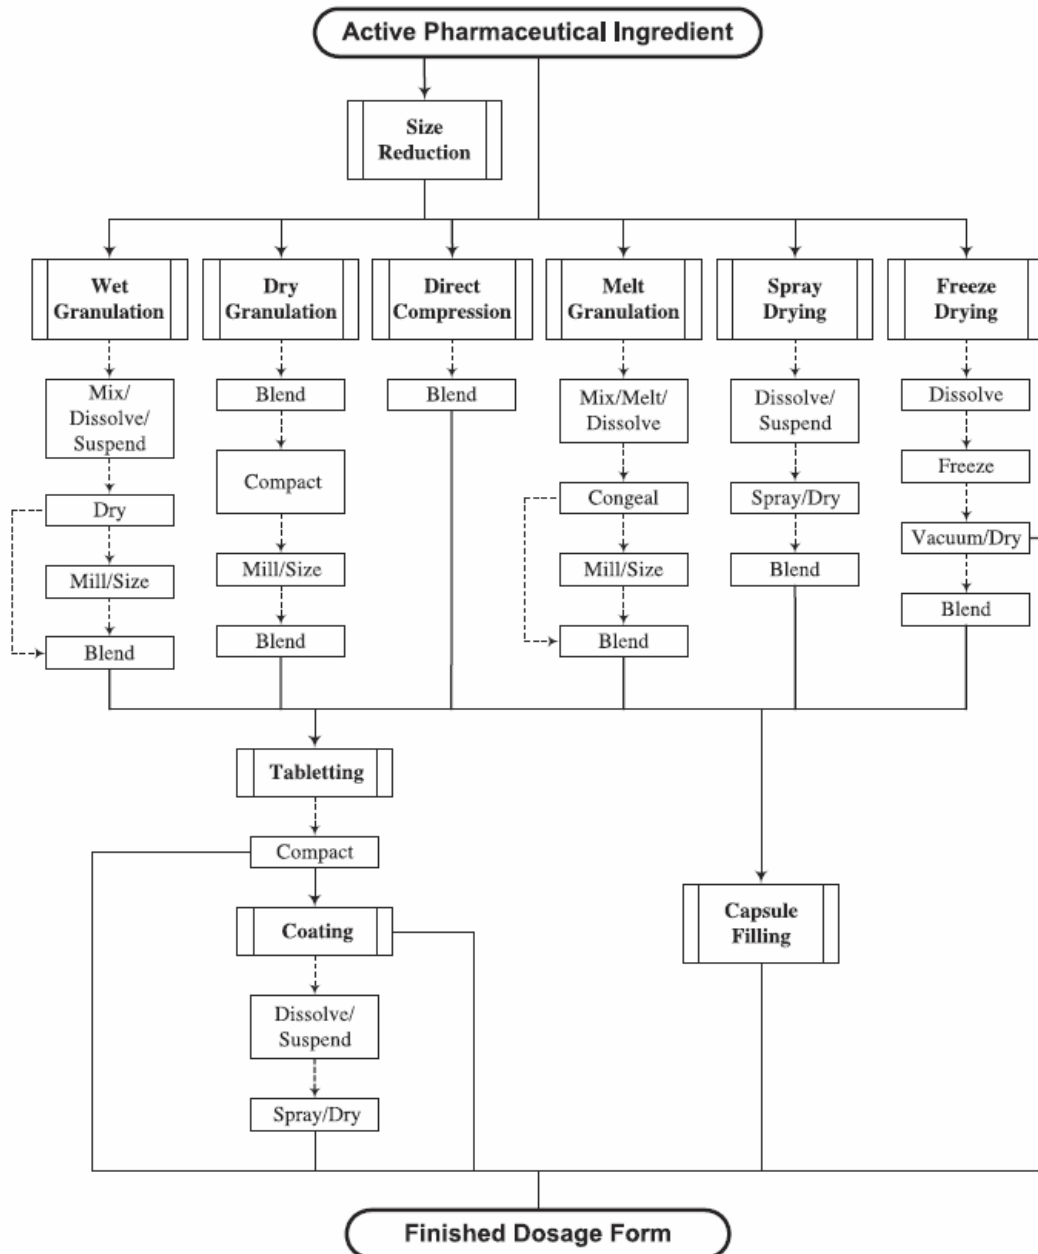 Active Pharmaceutical Ingredient
Size
Reduction
Wet
Granulation
Dry
Granulation
Direct
Compression
Melt
Granulation
Spray
Drying
Freeze
Drying
Mix/
Dissolve/
Suspend
Dry
Mill/Size
Blend
Blend
Compact
Mill/Size
Blend
Blend
Mix/Melt/
Dissolve
Congeal
Mill/Size
Blend
Dissolve/
Suspend
Spray/Dry
Blend
Dissolve
Freeze
Vacuum/Dry
Blend
Tabletting
Compact
Coating
Dissolve/
Suspend
Spray/Dry
Capsule
Filling
Finished Dosage Form